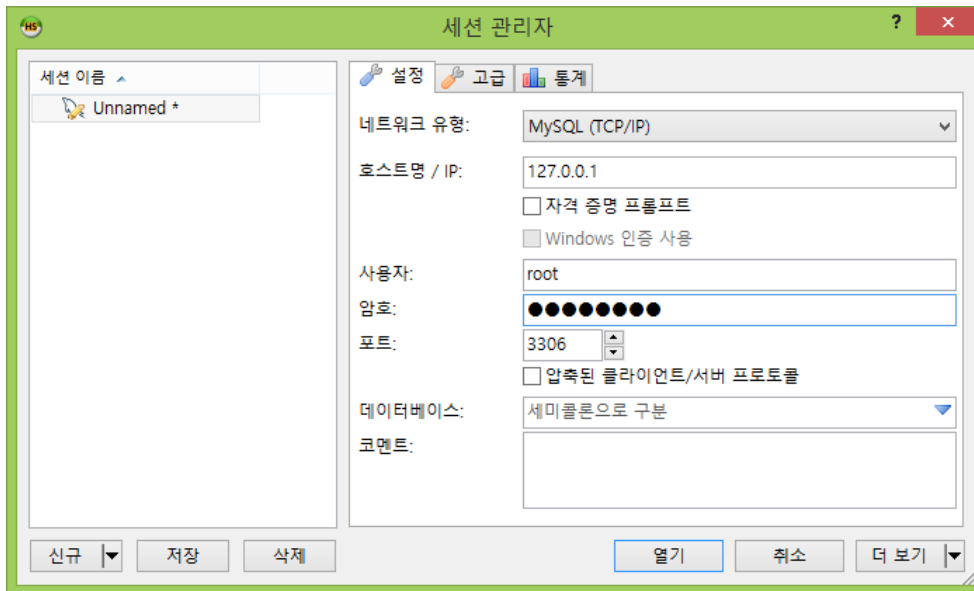 HS
세션 관리자
?
세션 이름
Unnamed *
설정
고급
통계
네트워크 유형:
MySQL (TCP/IP)
호스트명 / IP:
127.0.0.1
자격 증명 프롬프트
Windows 인증 사용
사용자:
root
암호:
●●●●●●●●
포트:
3306
압축된 클라이언트/서버 프로토콜
데이터베이스:
세미콜론으로 구분
코멘트:
신규
저장
삭제
열기
취소
더 보기